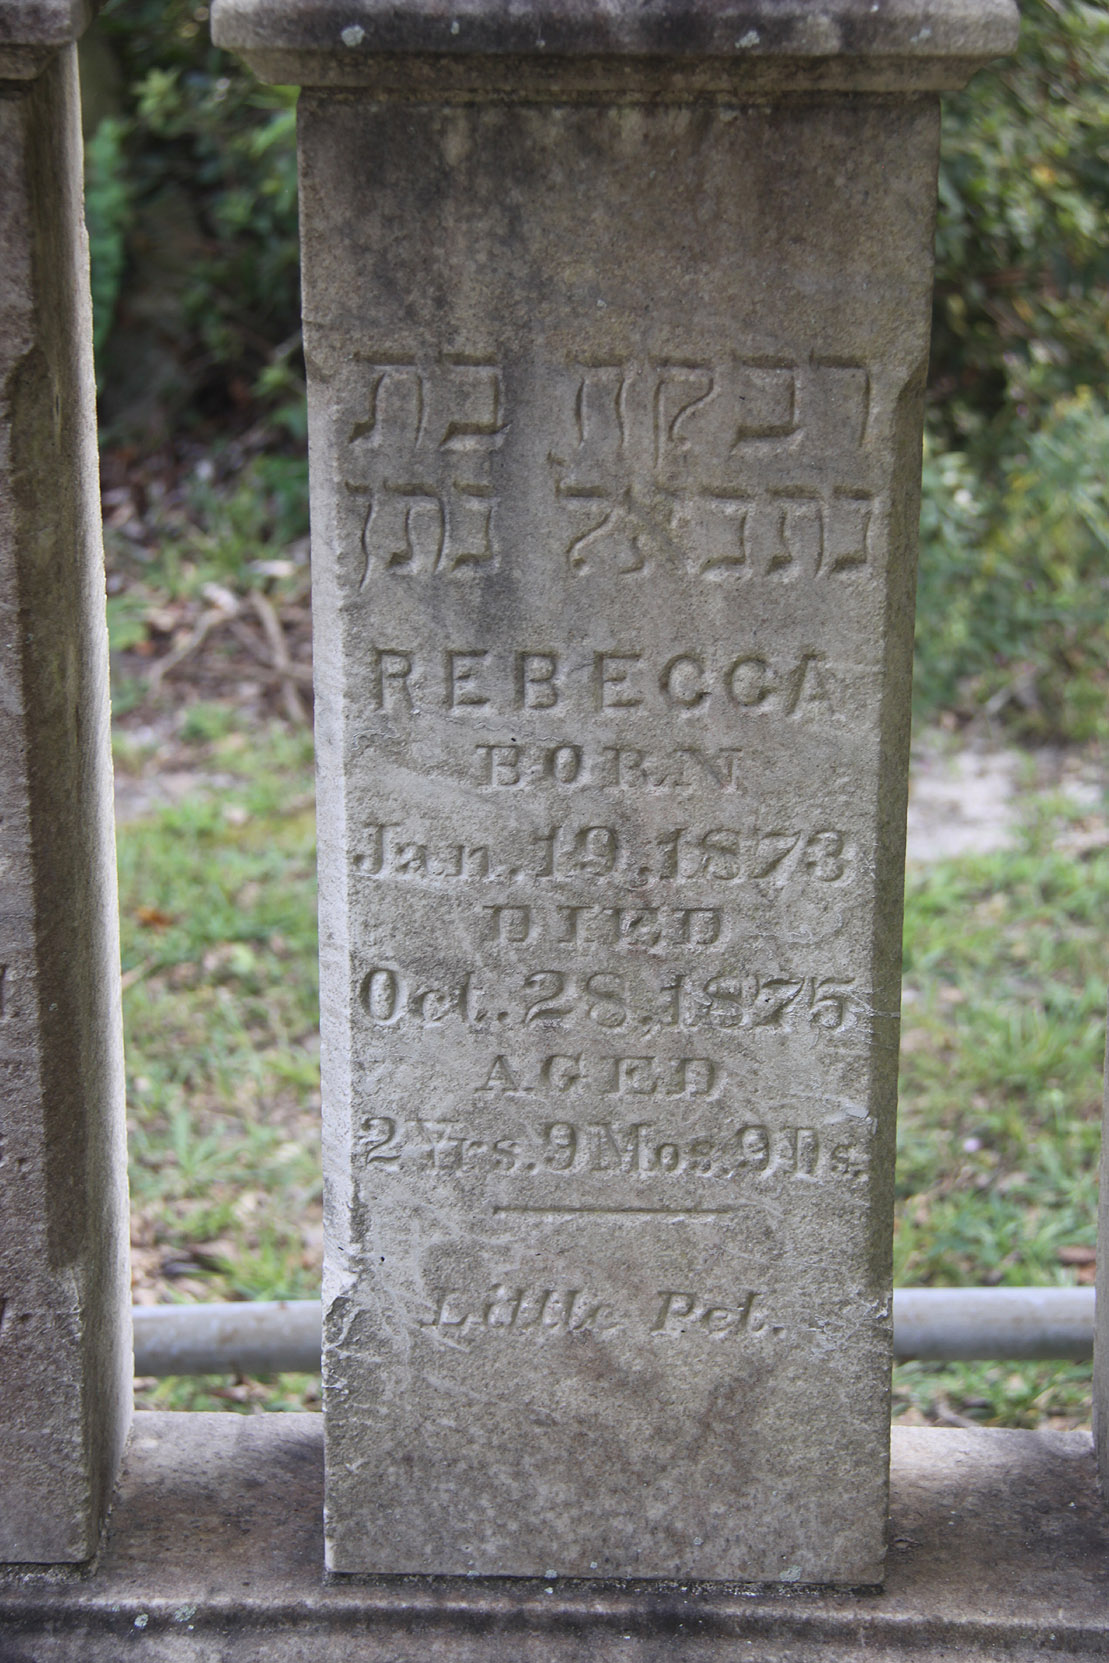 רבקה בת
נתנאל נתן
REBECCA
BORN
Jan. 19, 1873
DIED
Oct. 28, 1875
AGED
2 Yrs. 9 Mos. 9 Ds.
Little Pet.